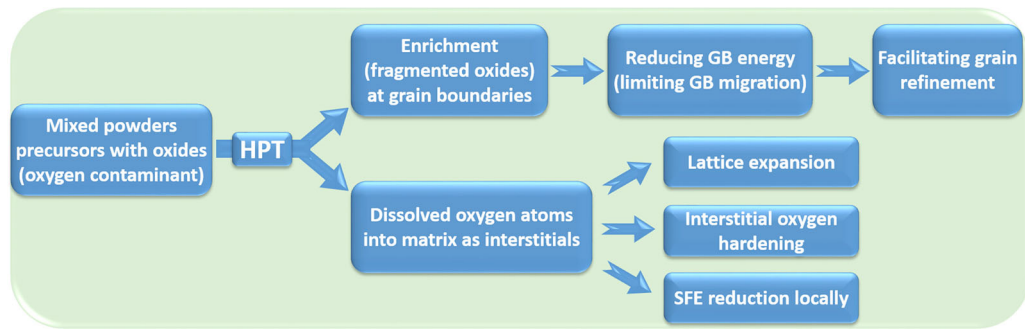 Mixed powders
precursors with oxides
(oxygen contaminant)
HPT
Enrichment
(fragmented oxides)
at grain boundaries
Reducing GB energy
(limiting GB migration)
Facilitating grain
refinement
Dissolved oxygen atoms
into matrix as interstitials
Lattice expansion
Interstitial oxygen
hardening
SFE reduction locally